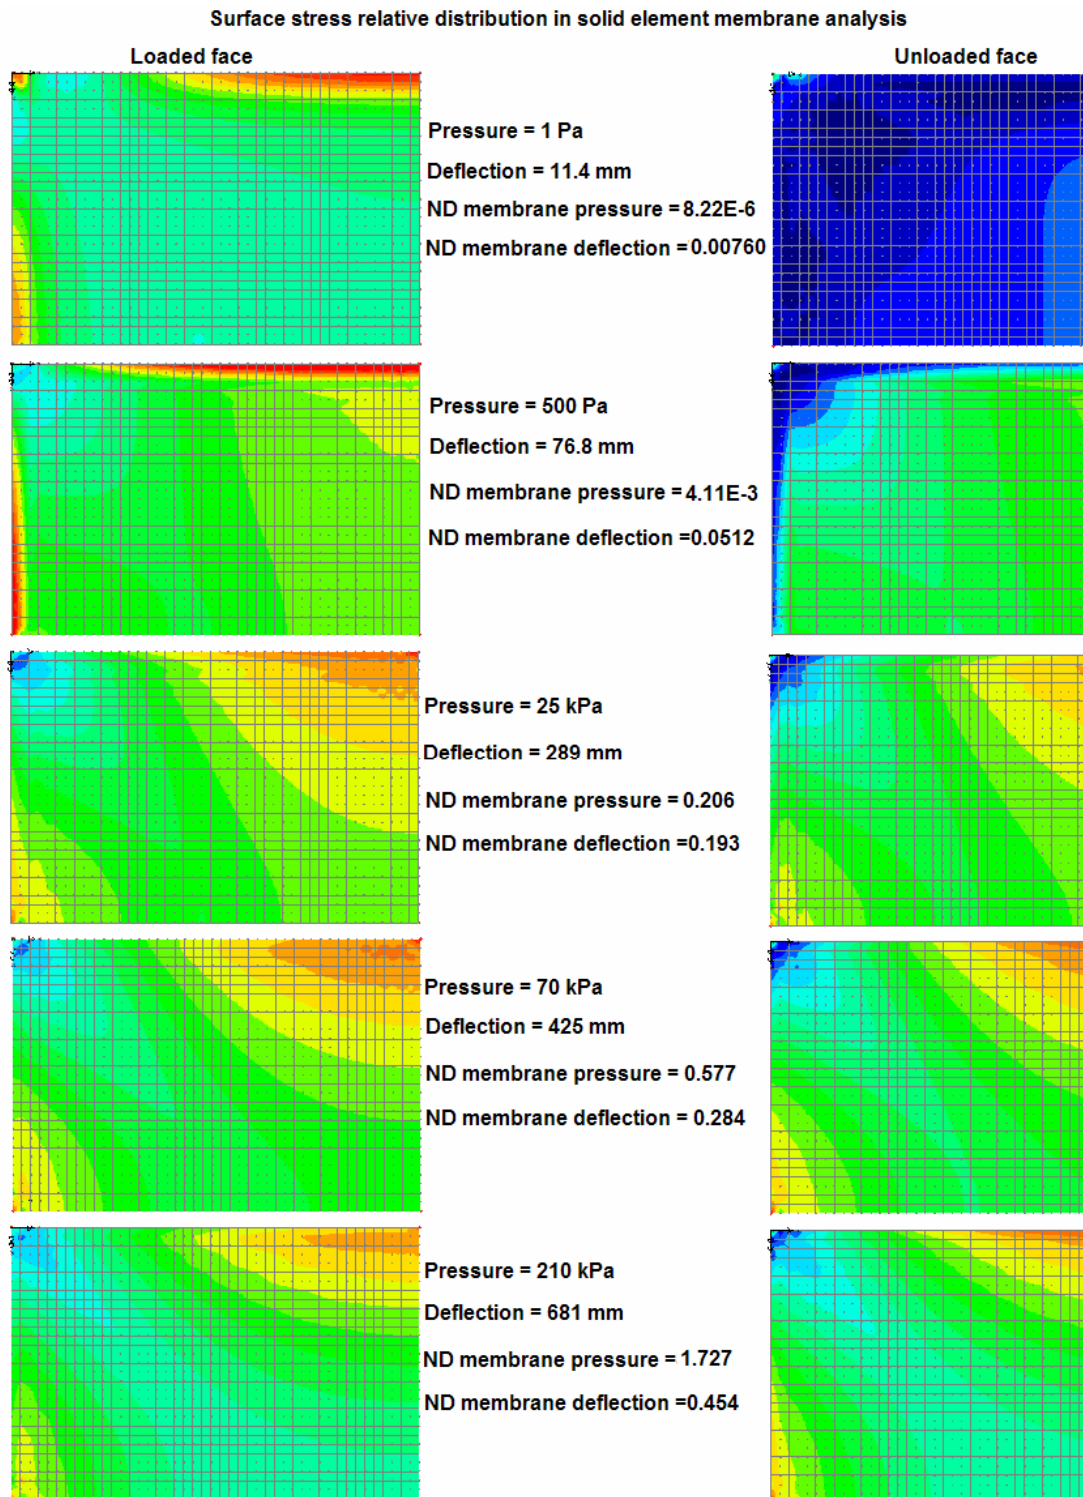 Surface stress relative distribution in solid element membrane analysis
Loaded face
Unloaded face
Pressure = 1 Pa
Deflection = 11.4 mm
ND membrane pressure = 8.22E-6
ND membrane deflection = 0.00760
Pressure = 500 Pa
Deflection = 76.8 mm
ND membrane pressure = 4.11E-3
ND membrane deflection =0.0512
Pressure = 25 kPa
Deflection = 289 mm
ND membrane pressure = 0.206
ND membrane deflection =0.193
Pressure = 70 kPa
Deflection = 425 mm
ND membrane pressure = 0.577
ND membrane deflection = 0.284
Pressure = 210 kPa
Deflection = 681 mm
ND membrane pressure = 1.727
ND membrane deflection =0.454